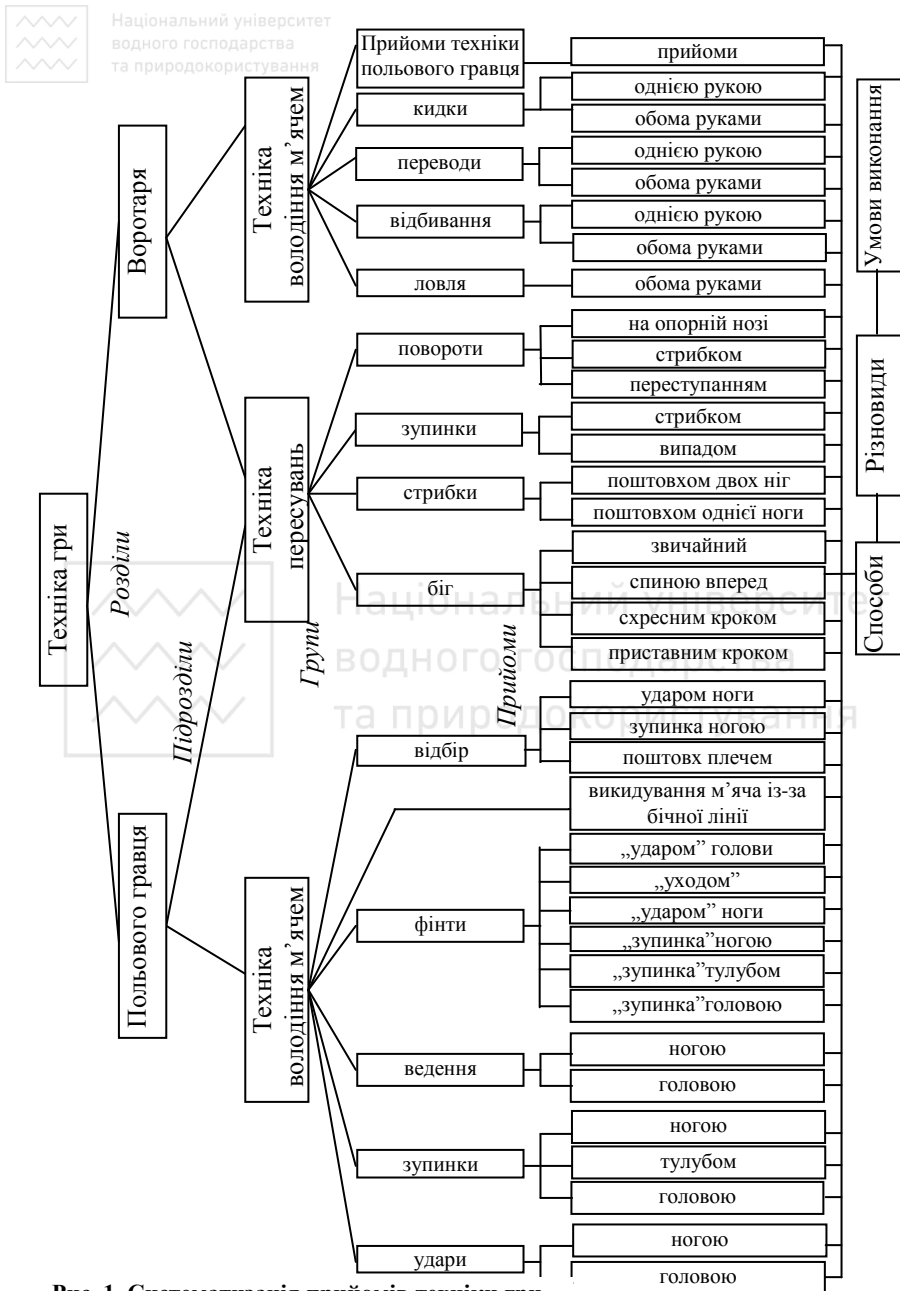 Національний університет
водного господарства
та природокористування
Техніка гри
Розділи
Воротаря
Польового гравця
Підрозділи
Техніка
володіння м’ячем
Техніка
пересувань
Техніка
володіння м’ячем
Групи
Прийоми техніки
польового гравця
прийоми
кидки
однією рукою
обома руками
переводи
однією рукою
обома руками
відбивання
однією рукою
обома руками
ловля
обома руками
повороти
на опорній нозі
стрибком
переступанням
зупинки
стрибком
випадом
стрибки
поштовхом двох ніг
поштовхом однієї ноги
біг
звичайний
спиною вперед
схресним кроком
приставним кроком
Прийоми
Національний університет
водного господарства
та природокористування
відбір
ударом ноги
зупинка ногою
поштовх плечем
викидування м’яча із-за
бічної лінії
фінти
„ударом” голови
„уходом”
„ударом” ноги
„зупинка”ногою
„зупинка”тулубом
„зупинка”головою
ведення
ногою
головою
зупинки
ногою
тулубом
головою
удари
ногою
головою
Умови виконання
Різновиди
Способи
Рис. 1. Систематизація прийомів техніки гри